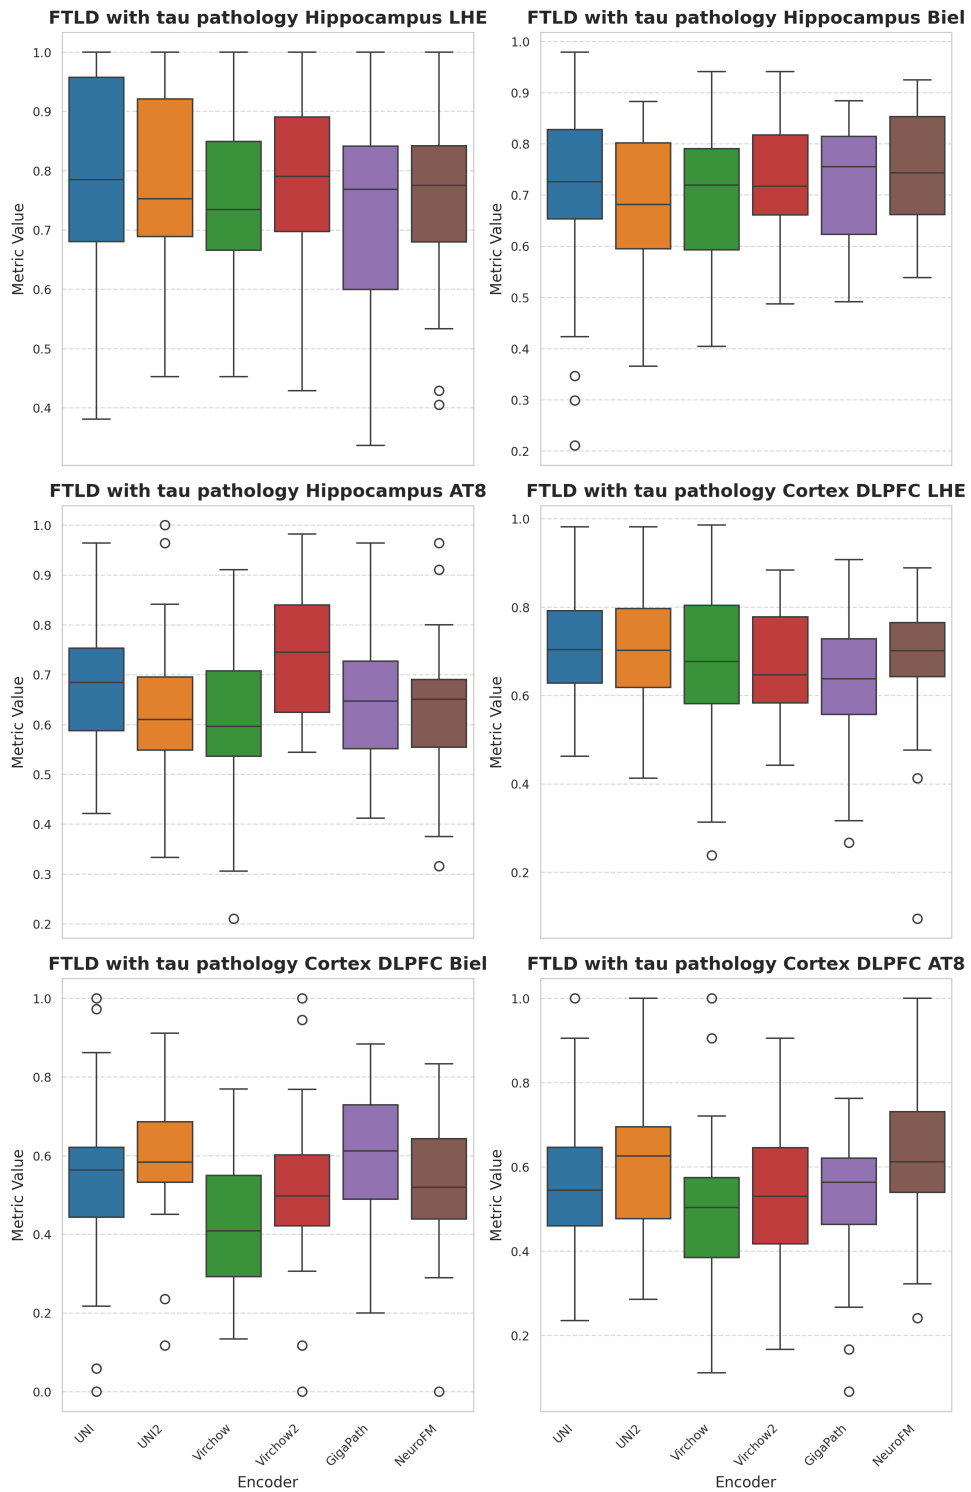 FTLD with tau pathology Hippocampus LHE
Metric Value
1.0
0.9
0.8
0.7
0.6
0.5
0.4
FTLD with tau pathology Hippocampus Biel
Metric Value
1.0
0.9
0.8
0.7
0.6
0.5
0.4
0.3
0.2
FTLD with tau pathology Hippocampus AT8
Metric Value
1.0
0.9
0.8
0.7
0.6
0.5
0.4
0.3
0.2
FTLD with tau pathology Cortex DLPFC LHE
Metric Value
1.0
0.8
0.6
0.4
0.2
FTLD with tau pathology Cortex DLPFC Biel
Metric Value
1.0
0.8
0.6
0.4
0.2
0.0
UNI
UNI2
Virchow
Virchow2
GigaPath
NeuroFM
Encoder
FTLD with tau pathology Cortex DLPFC AT8
Metric Value
1.0
0.8
0.6
0.4
0.2
UNI
UNI2
Virchow
Virchow2
GigaPath
NeuroFM
Encoder